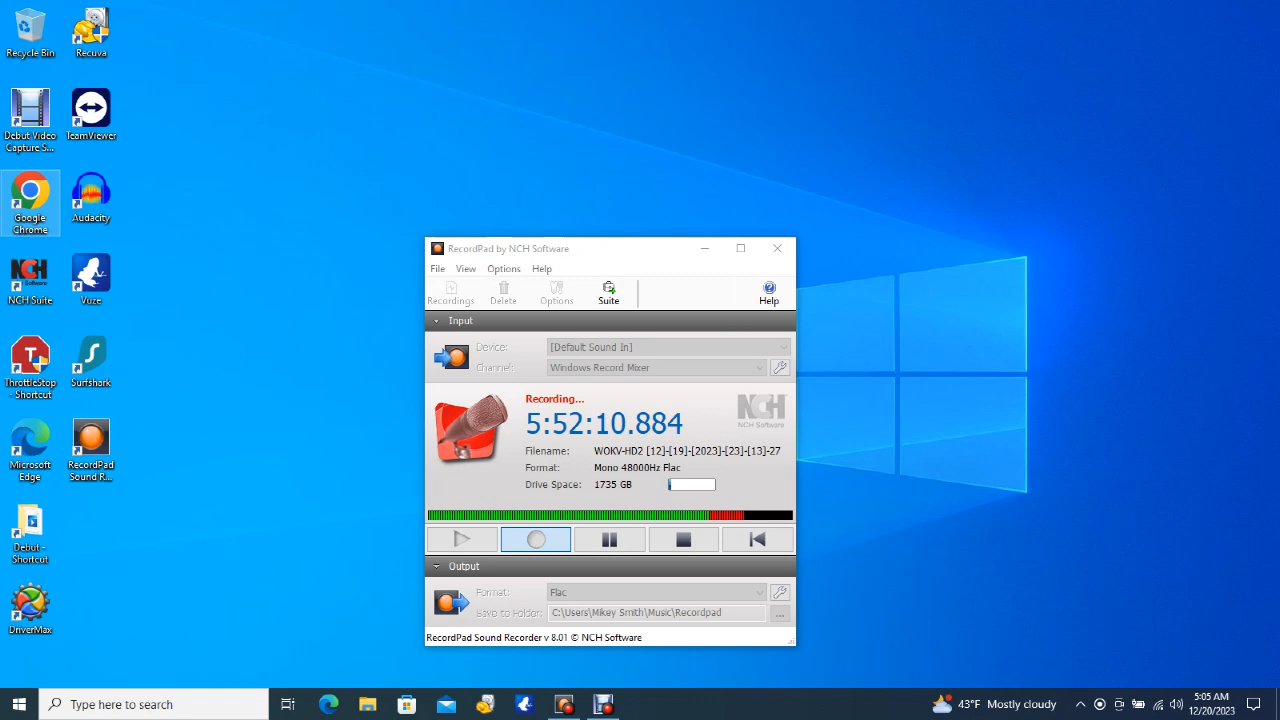 Recycle Bin
Recuva
Debut Video
Capture S...
TeamViewer
Google
Chrome
Audacity
NCH
NCH Suite
Vuze
ThrottleStop
- Shortcut
Surfshark
Microsoft
Edge
RecordPad
Sound R...
Debut -
Shortcut
DriverMax
RecordPad by NCH Software
File View Options Help
Recordings Delete Options Suite Help
Input
Device: [Default Sound In]
Channel: Windows Record Mixer
Recording...
5:52:10.884
NCH
NCH Software
Filename: WOKV-HD2 [12]-[19]-[2023]-[23]-[13]-27
Format: Mono 48000Hz Flac
Drive Space: 1735 GB
Output
Format: Flac
Save to Folder: C:\Users\Mikey Smith\Music\Recordpad ...
RecordPad Sound Recorder v 8.01 © NCH Software
Type here to search
43°F Mostly cloudy
5:05 AM
12/20/2023